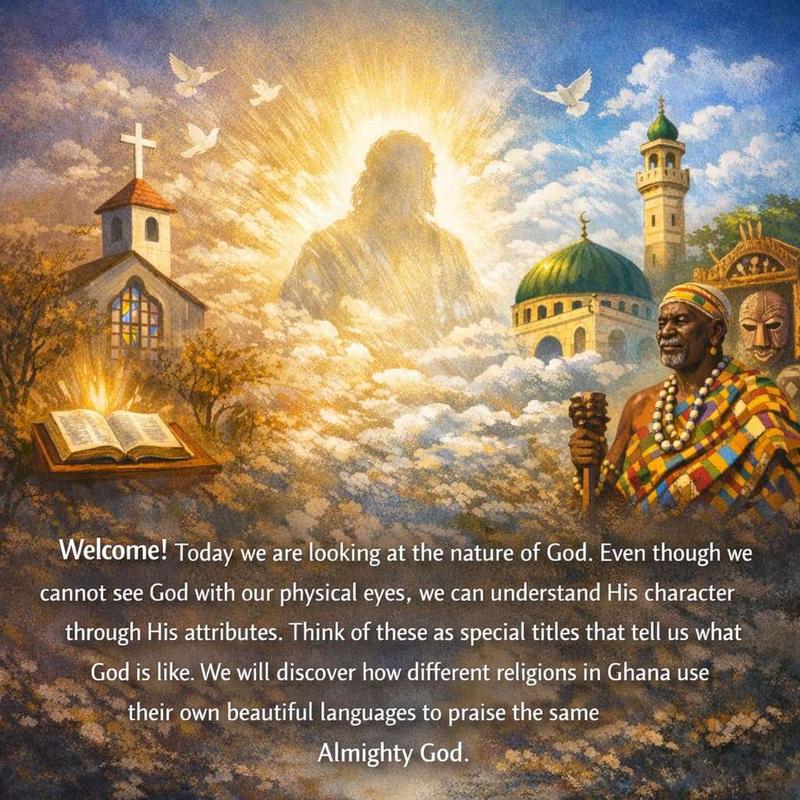 Welcome! Today we are looking at the nature of God. Even though we
cannot see God with our physical eyes, we can understand His character
through His attributes. Think of these as special titles that tell us what
God is like. We will discover how different religions in Ghana use
their own beautiful languages to praise the same
Almighty God.